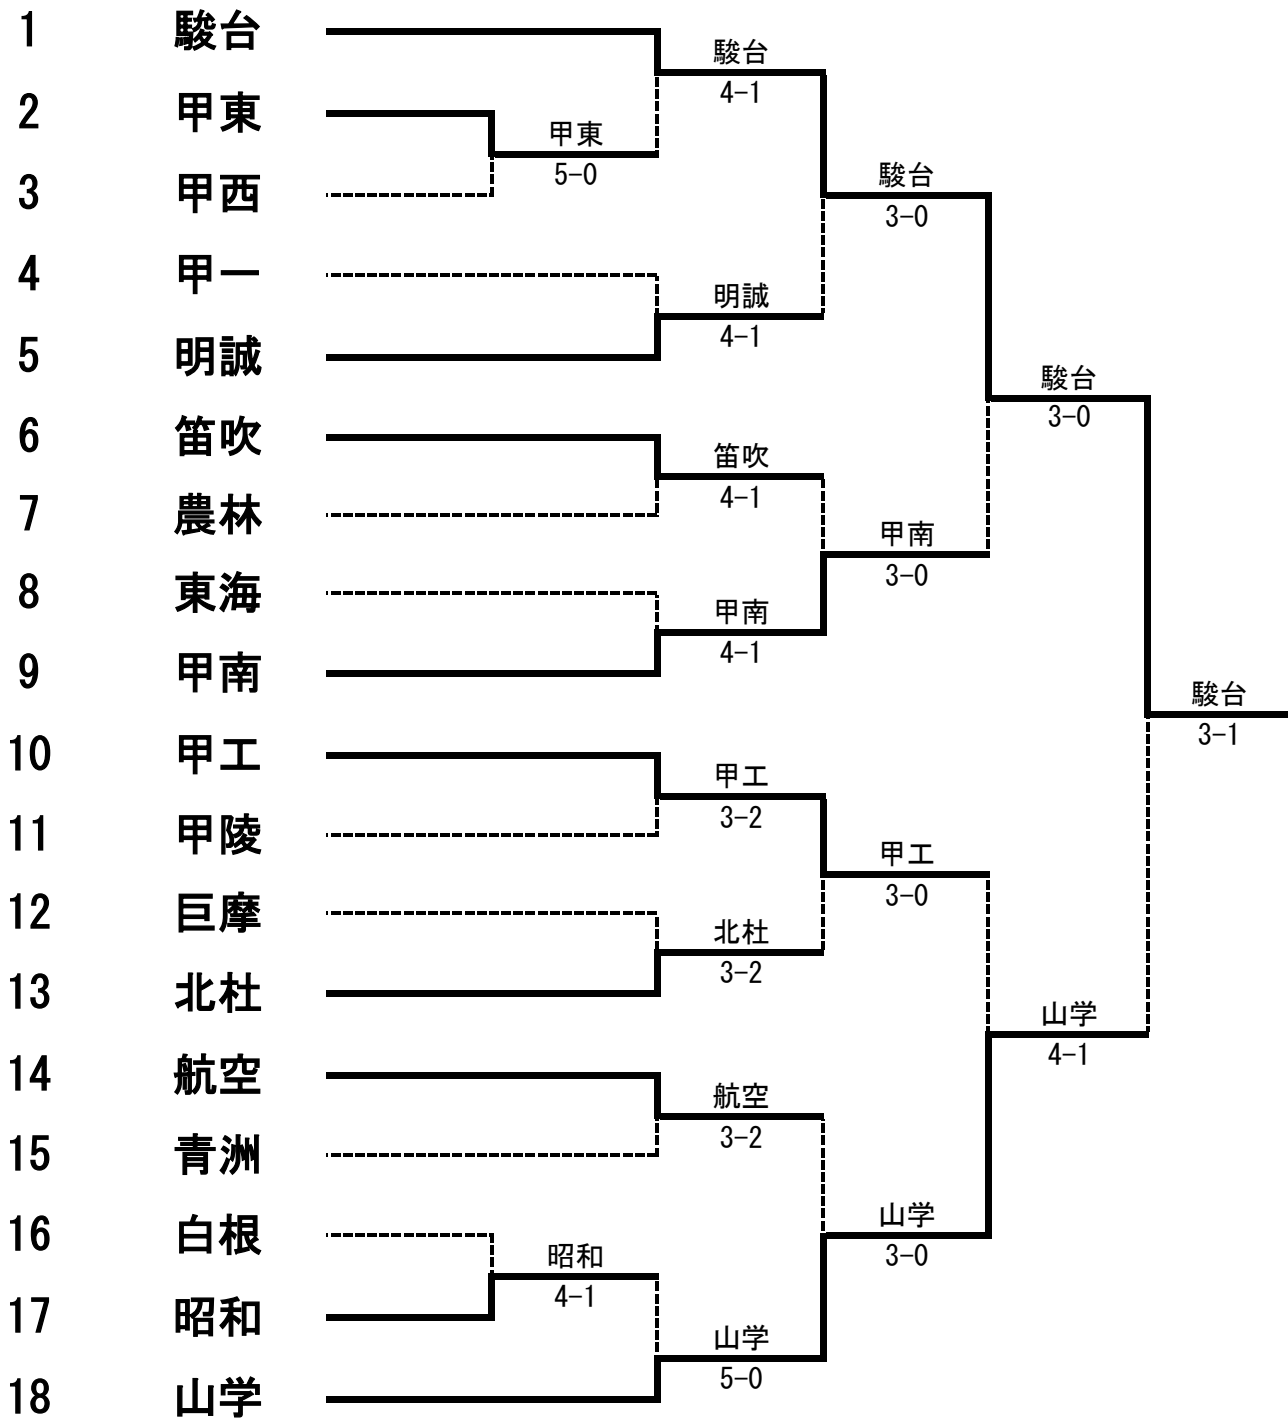 1 駿台
駿台
4-1
2 甲東
甲東
5-0
3 甲西
駿台
3-0
4 甲一
明誠
4-1
5 明誠
駿台
3-0
6 笛吹
笛吹
4-1
7 農林
甲南
3-0
8 東海
甲南
4-1
9 甲南
駿台
3-1
10 甲工
甲工
3-2
11 甲陵
甲工
3-0
12 巨摩
北杜
3-2
13 北杜
山学
4-1
14 航空
航空
3-2
15 青洲
山学
3-0
16 白根
昭和
4-1
17 昭和
山学
5-0
18 山学